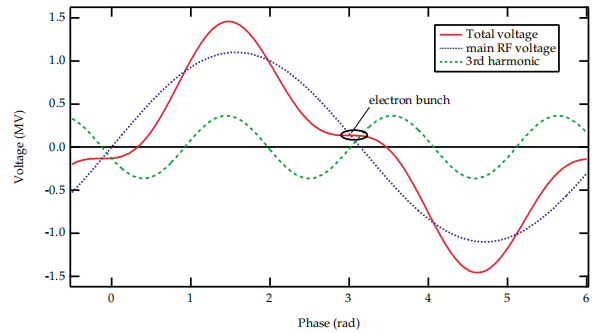 Total voltage
main RF voltage
3rd harmonic
electron bunch
Voltage (MV)
1.5
1.0
0.5
0.0
-0.5
-1.0
-1.5
0 1 2 3 4 5 6
Phase (rad)